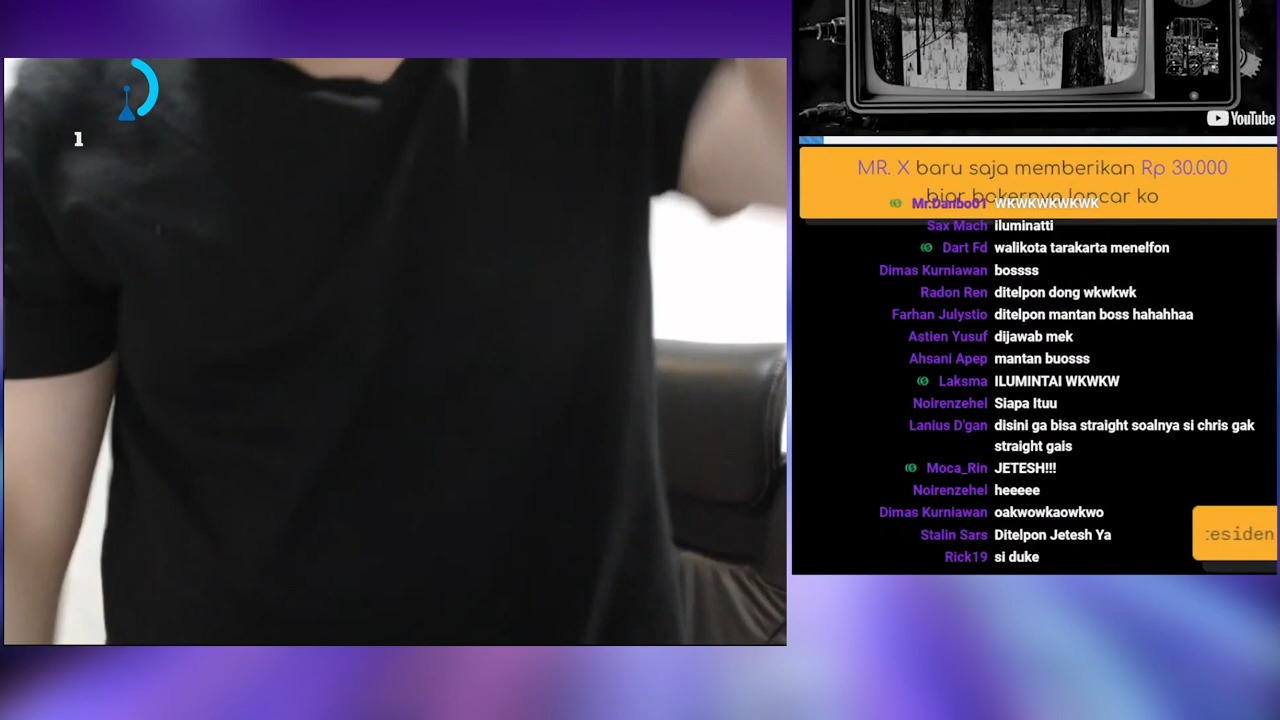 1
YouTube
MR. X baru saja memberikan Rp 30.000
biar bokernya lancar ko
Mr.Danbo01 WKWKWKWKWK
Sax Mach iluminatti
Dart Fd walikota tarakarta menelfon
Dimas Kurniawan bossss
Radon Ren ditelpon dong wkwkwk
Farhan Julystio ditelpon mantan boss hahahhaa
Astien Yusuf dijawab mek
Ahsani Apep mantan buosss
Laksma ILUMINTAI WKWKW
Noirenzehel Siapa Ituu
Lanius D'gan disini ga bisa straight soalnya si chris gak
straight gais
Moca_Rin JETESH!!!
Noirenzehel heeeee
Dimas Kurniawan oakwowkaowkwo
Stalin Sars Ditelpon Jetesh Ya
esiden
Rick19 si duke